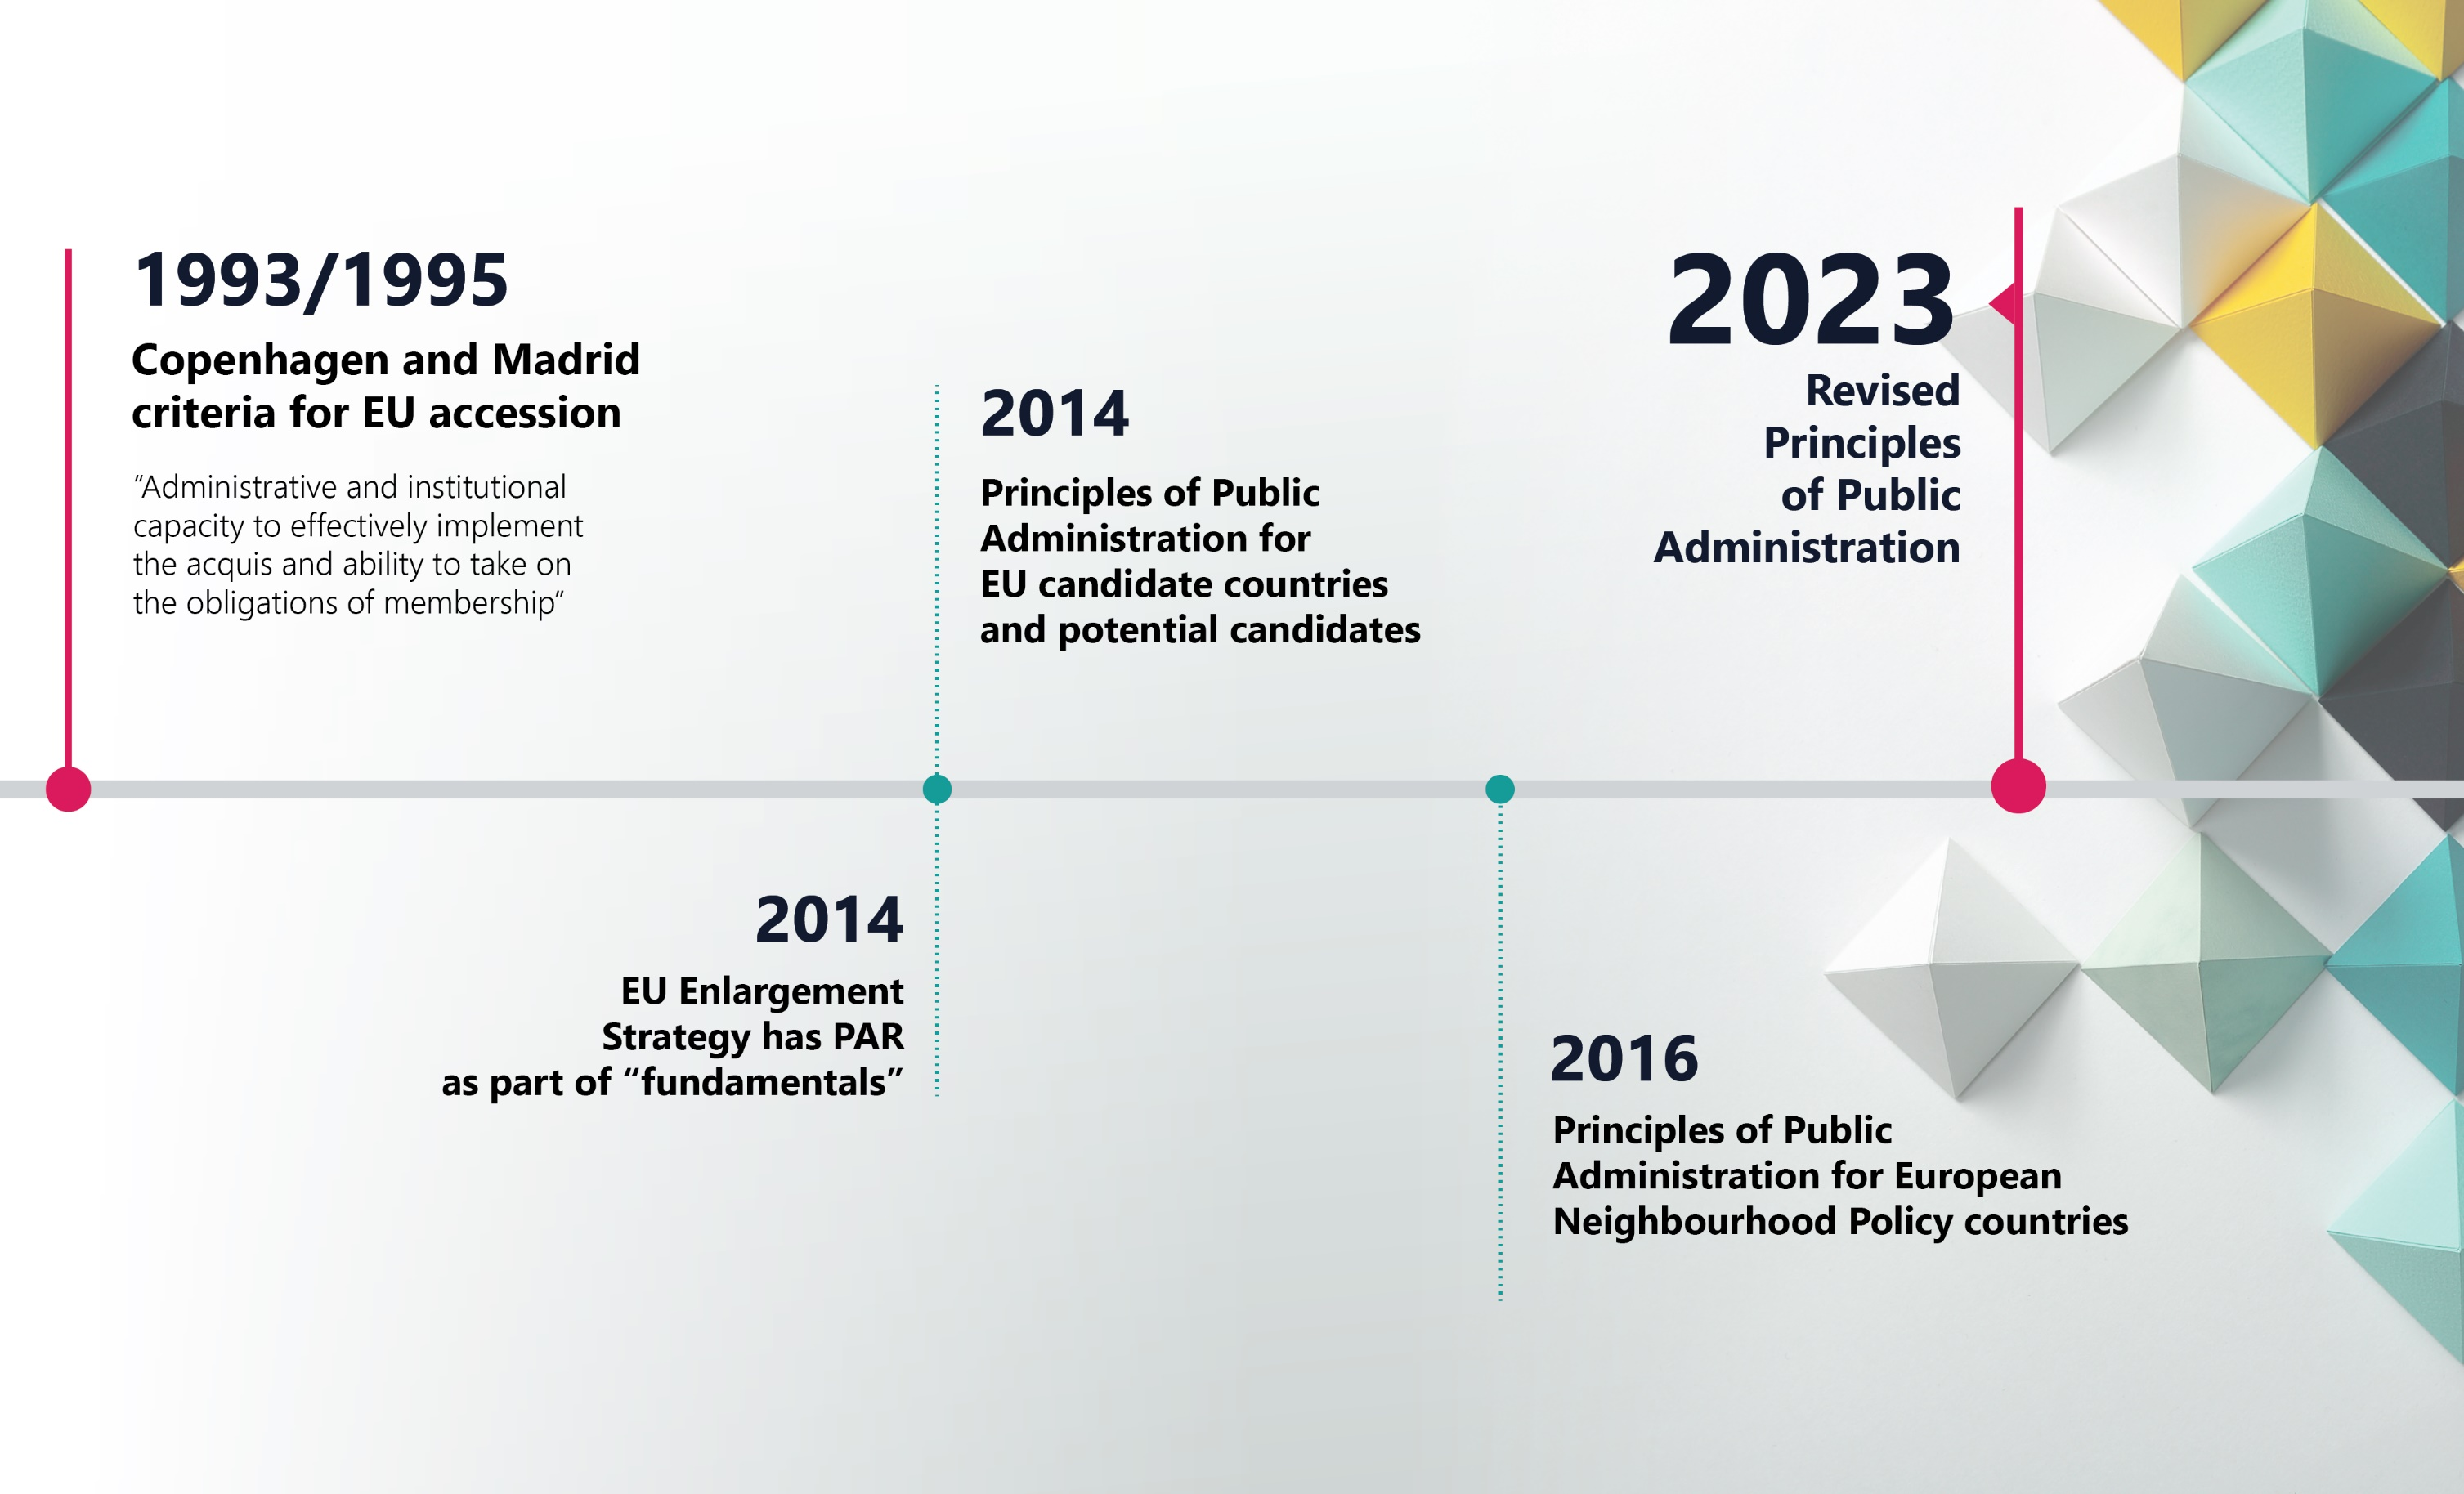 1993/1995
Copenhagen and Madrid
criteria for EU accession
“Administrative and institutional
capacity to effectively implement
the acquis and ability to take on
the obligations of membership”
2014
Principles of Public
Administration for
EU candidate countries
and potential candidates
2023
Revised
Principles
of Public
Administration
2014
EU Enlargement
Strategy has PAR
as part of “fundamentals”
2016
Principles of Public
Administration for European
Neighbourhood Policy countries